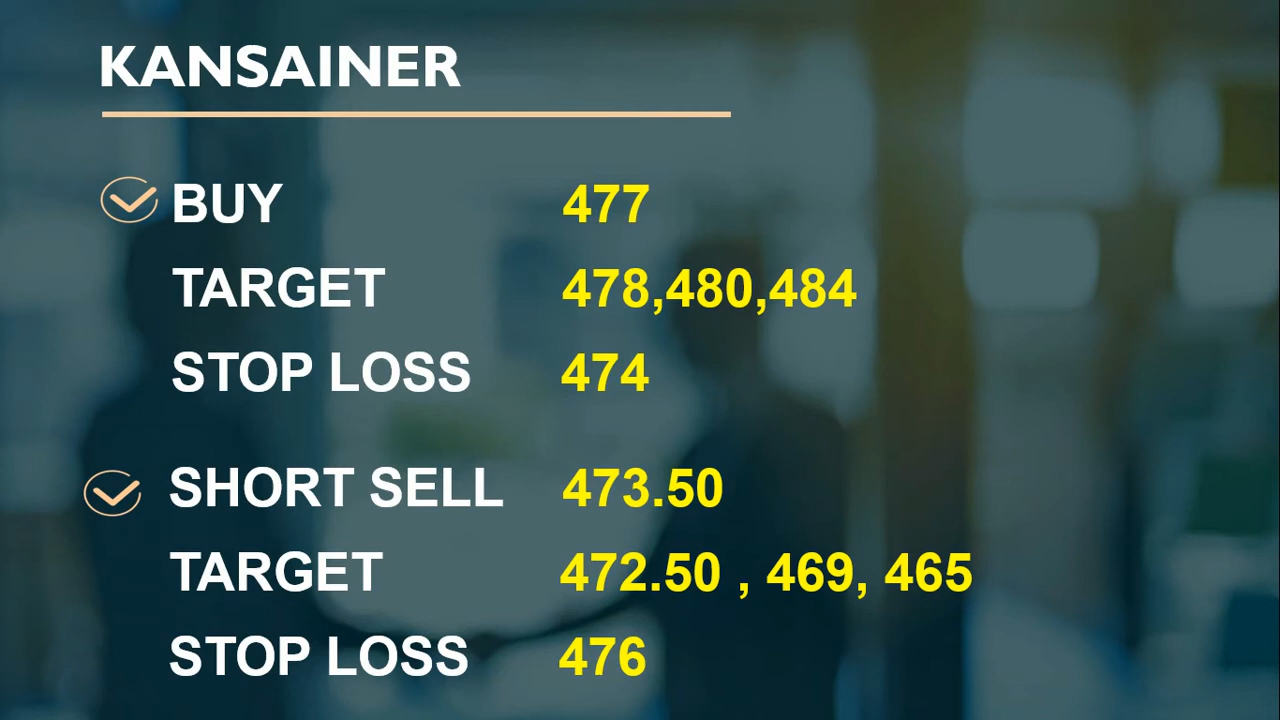 KANSAINER
BUY 477
TARGET 478,480,484
STOP LOSS 474
SHORT SELL 473.50
TARGET 472.50 , 469, 465
STOP LOSS 476